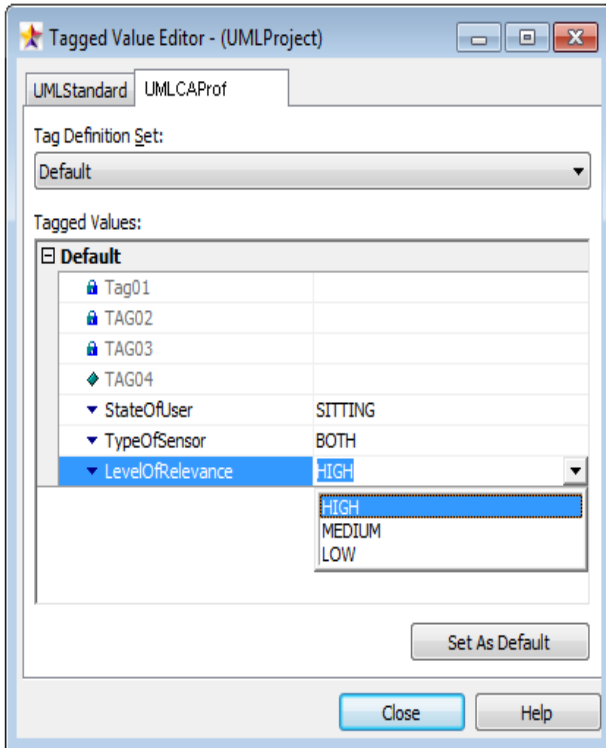 Tagged Value Editor - (UMLProject)
UMLStandard UMLCAProf
Tag Definition Set:
Default
Tagged Values:
Default
Tag01
TAG02
TAG03
TAG04
StateOfUser SITTING
TypeOfSensor BOTH
LevelOfRelevance HIGH
HIGH
MEDIUM
LOW
Set As Default
Close Help